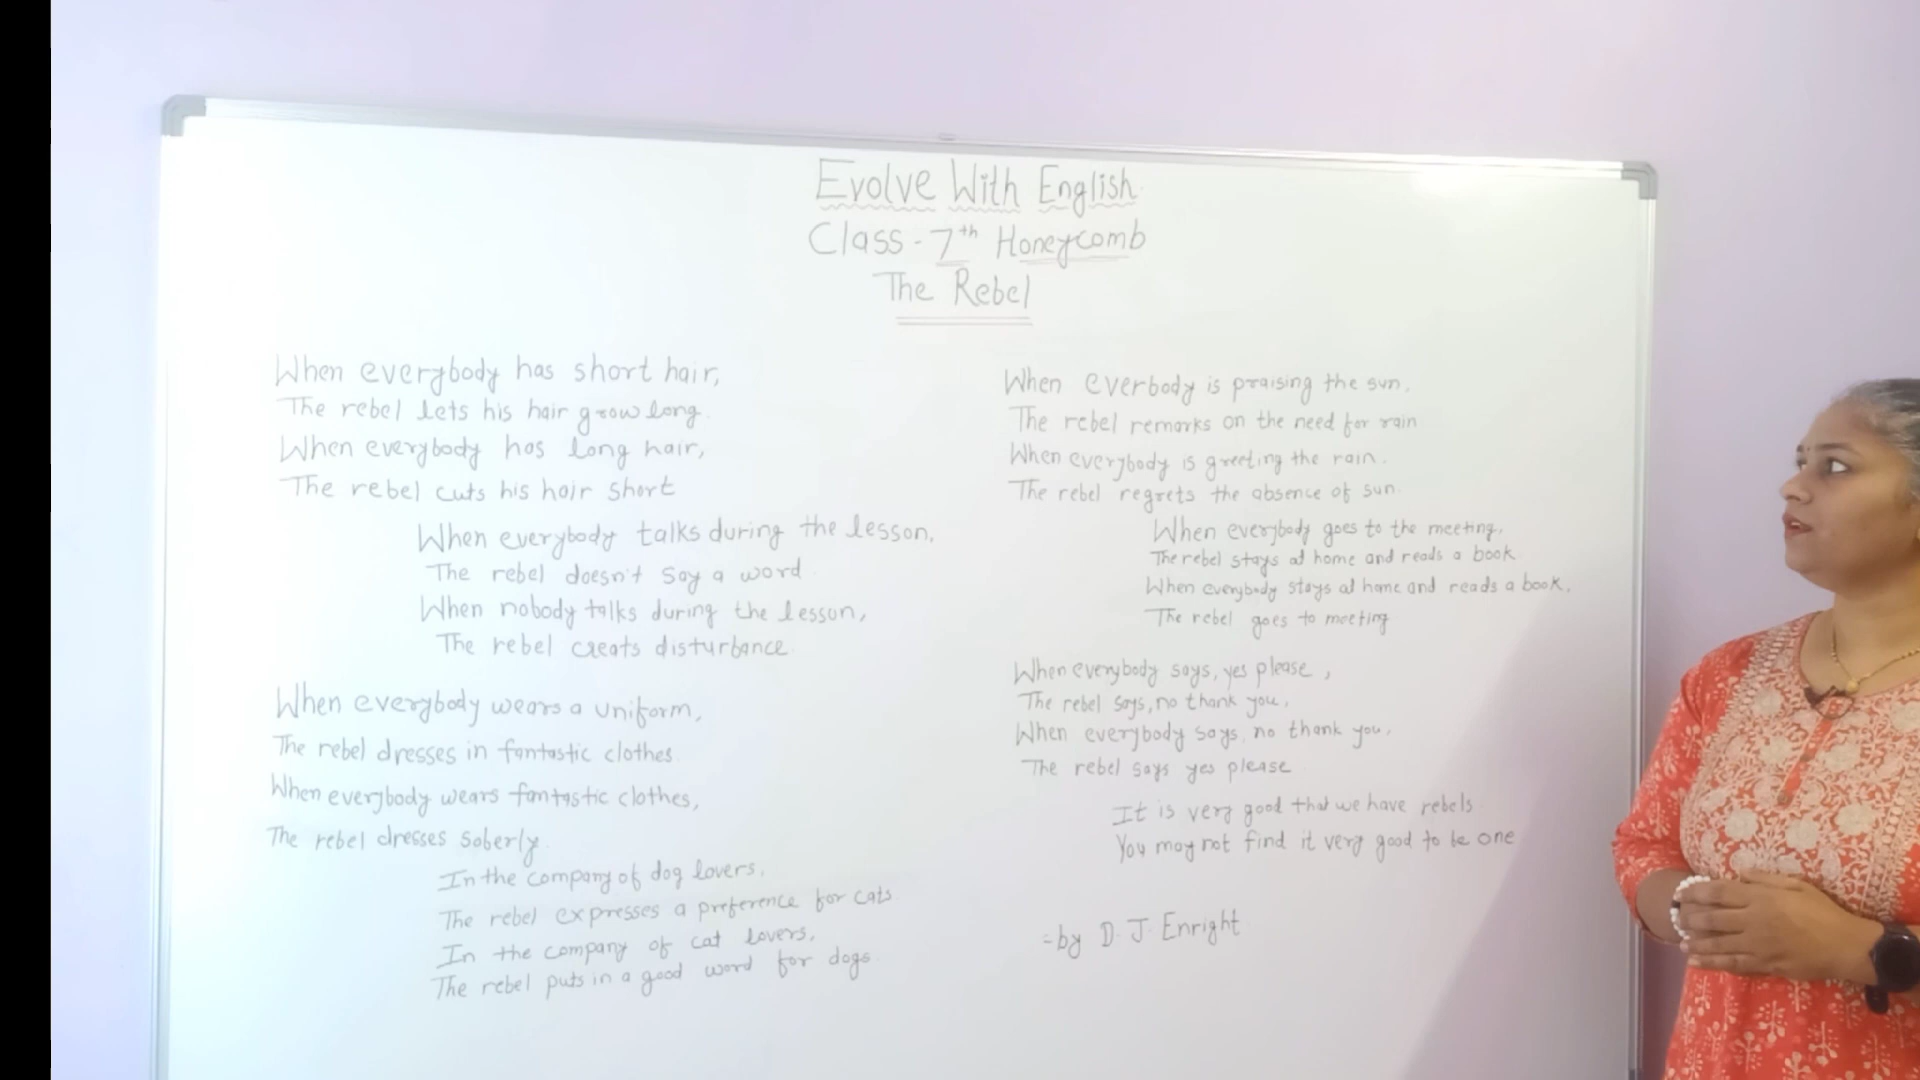 Evolve With English
Class - 7th Honeycomb
The Rebel
When everybody has short hair,
The rebel lets his hair grow long.
When everybody has long hair,
The rebel cuts his hair short
When everybody talks during the lesson,
The rebel doesn't say a word.
When nobody talks during the lesson,
The rebel creats disturbance.
When everybody wears a uniform,
The rebel dresses in fantastic clothes
When everybody wears fantastic clothes,
The rebel dresses soberly.
In the company of dog lovers,
The rebel expresses a preference for cats.
In the company of cat lovers,
The rebel puts in a good word for dogs
When everbody is praising the sun,
The rebel remarks on the need for rain
When everybody is greeting the rain.
The rebel regrets the absence of sun.
When everybody goes to the meeting,
The rebel stays at home and reads a book
When everybody stays at home and reads a book,
The rebel goes to meeting
When everybody says, yes please,
The rebel says, no thank you,
When everybody says, no thank you,
The rebel says yes please
It is very good that we have rebels
You may not find it very good to be one
- by D. J. Enright